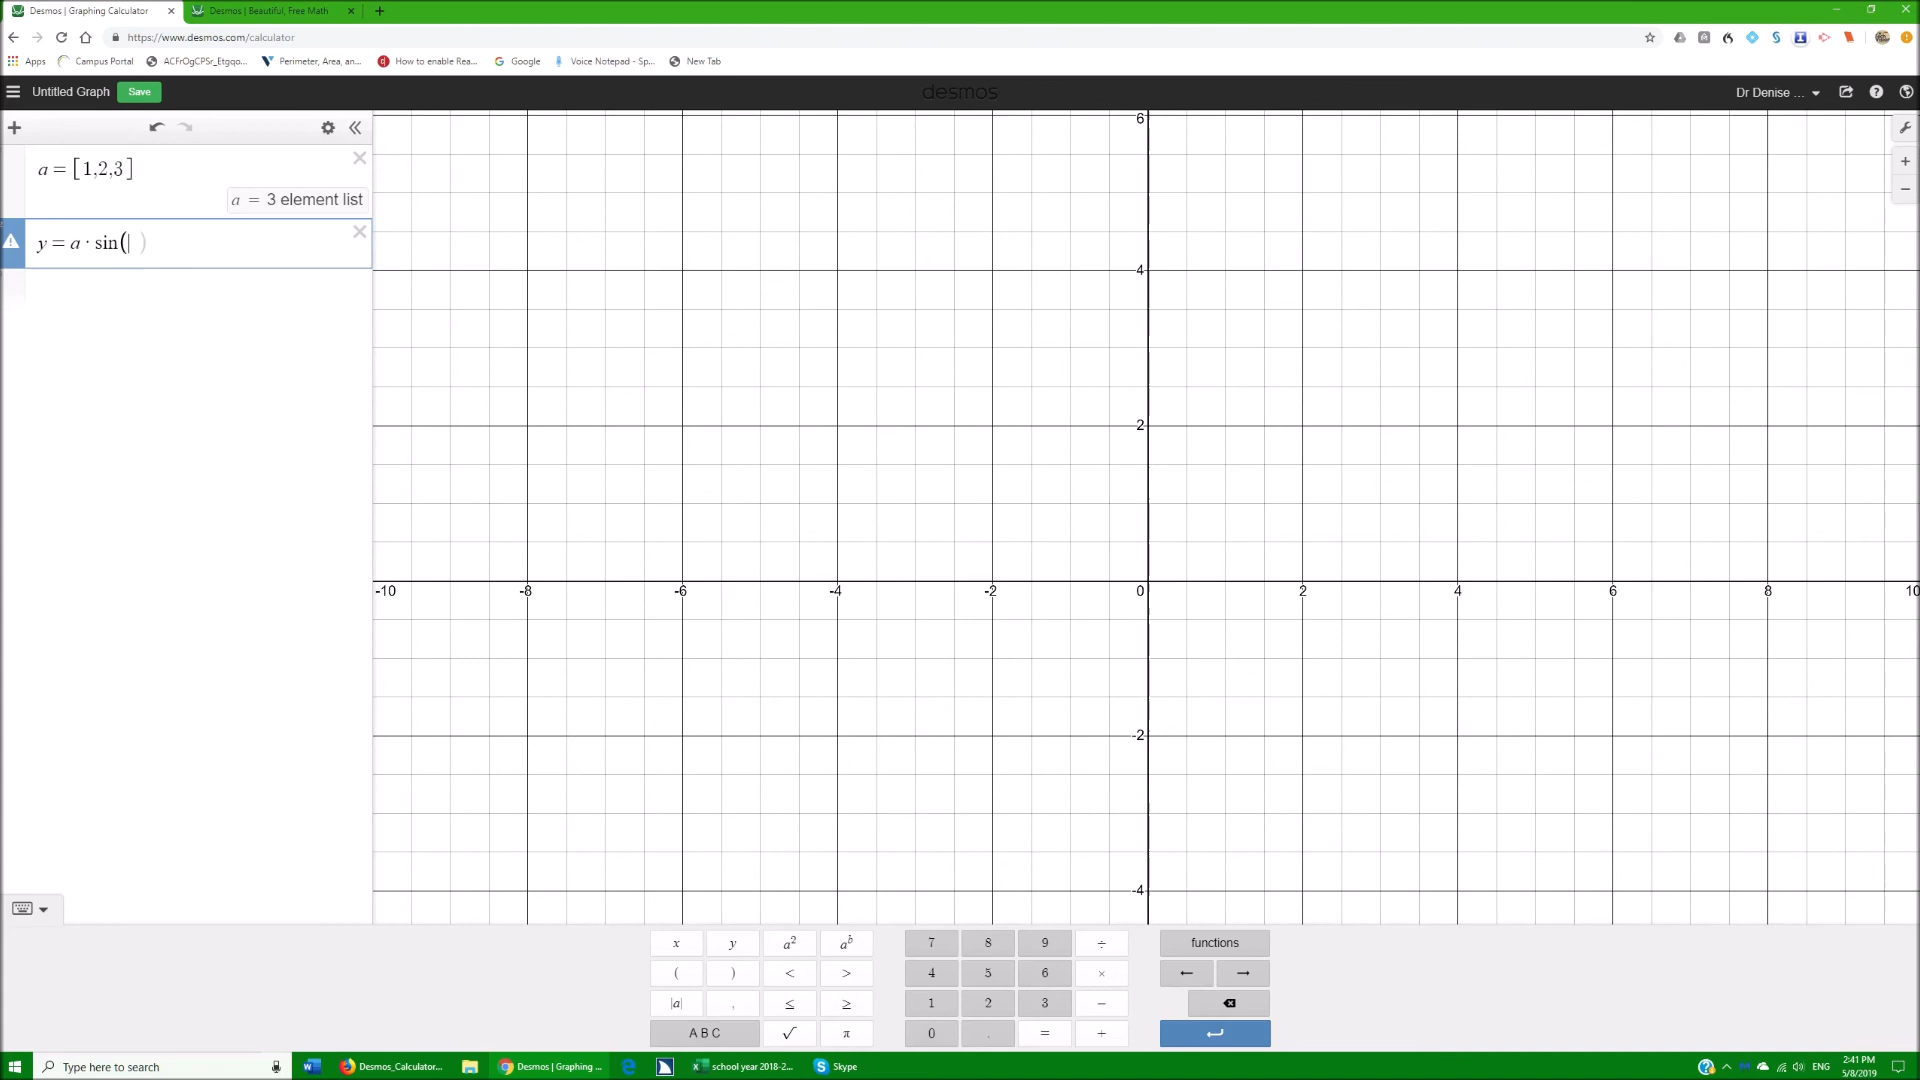 Desmos | Graphing Calculator
Desmos | Beautiful, Free Math
https://www.desmos.com/calculator
Apps
Campus Portal
ACFrOgCPSr_Etgqo...
Perimeter, Area, an...
How to enable Rea...
Google
Voice Notepad - Sp...
New Tab
Untitled Graph
Save
desmos
Dr Denise ...
a = [1,2,3]
a = 3 element list
y = a · sin( )
6
4
2
-10 -8 -6 -4 -2 0 2 4 6 8 10
-2
-4
x y a² aᵇ 7 8 9 ÷ functions
( ) < > 4 5 6 × ← →
|a| , ≤ ≥ 1 2 3 −
A B C √ π 0 . = +
Type here to search
Desmos_Calculator...
Desmos | Graphing ...
school year 2018-2...
Skype
ENG
2:41 PM
5/8/2019